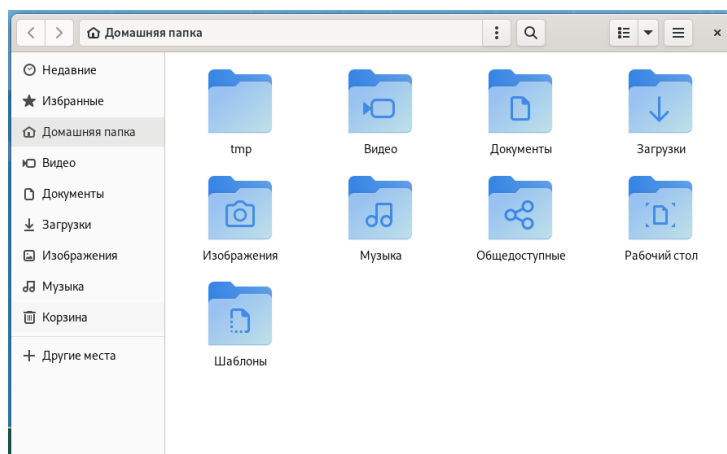 Домашняя папка
Недавние
Избранные
Домашняя папка
Видео
Документы
Загрузки
Изображения
Музыка
Корзина
Другие места
tmp
Видео
Документы
Загрузки
Изображения
Музыка
Общедоступные
Рабочий стол
Шаблоны